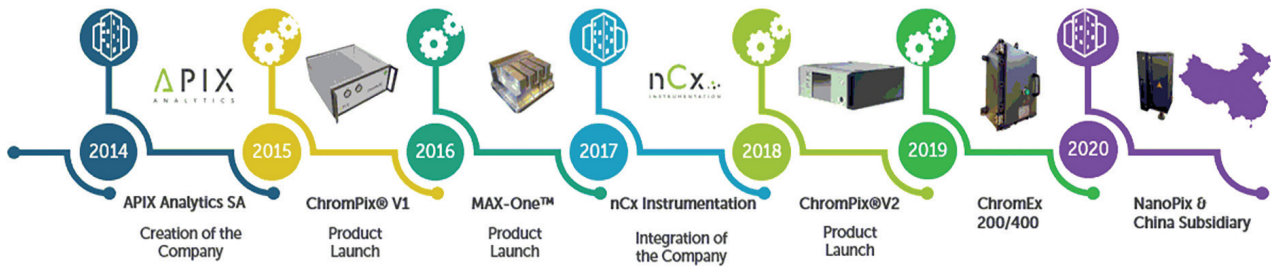 APIX
ANALYTICS
nCx
INSTRUMENTATION
2014
2015
2016
2017
2018
2019
2020
APIX Analytics SA
Creation of the
Company
ChromPix® V1
Product
Launch
MAX-One™
Product
Launch
nCx Instrumentation
Integration of
the Company
ChromPix®V2
Product
Launch
ChromEx
200/400
NanoPix &
China Subsidiary